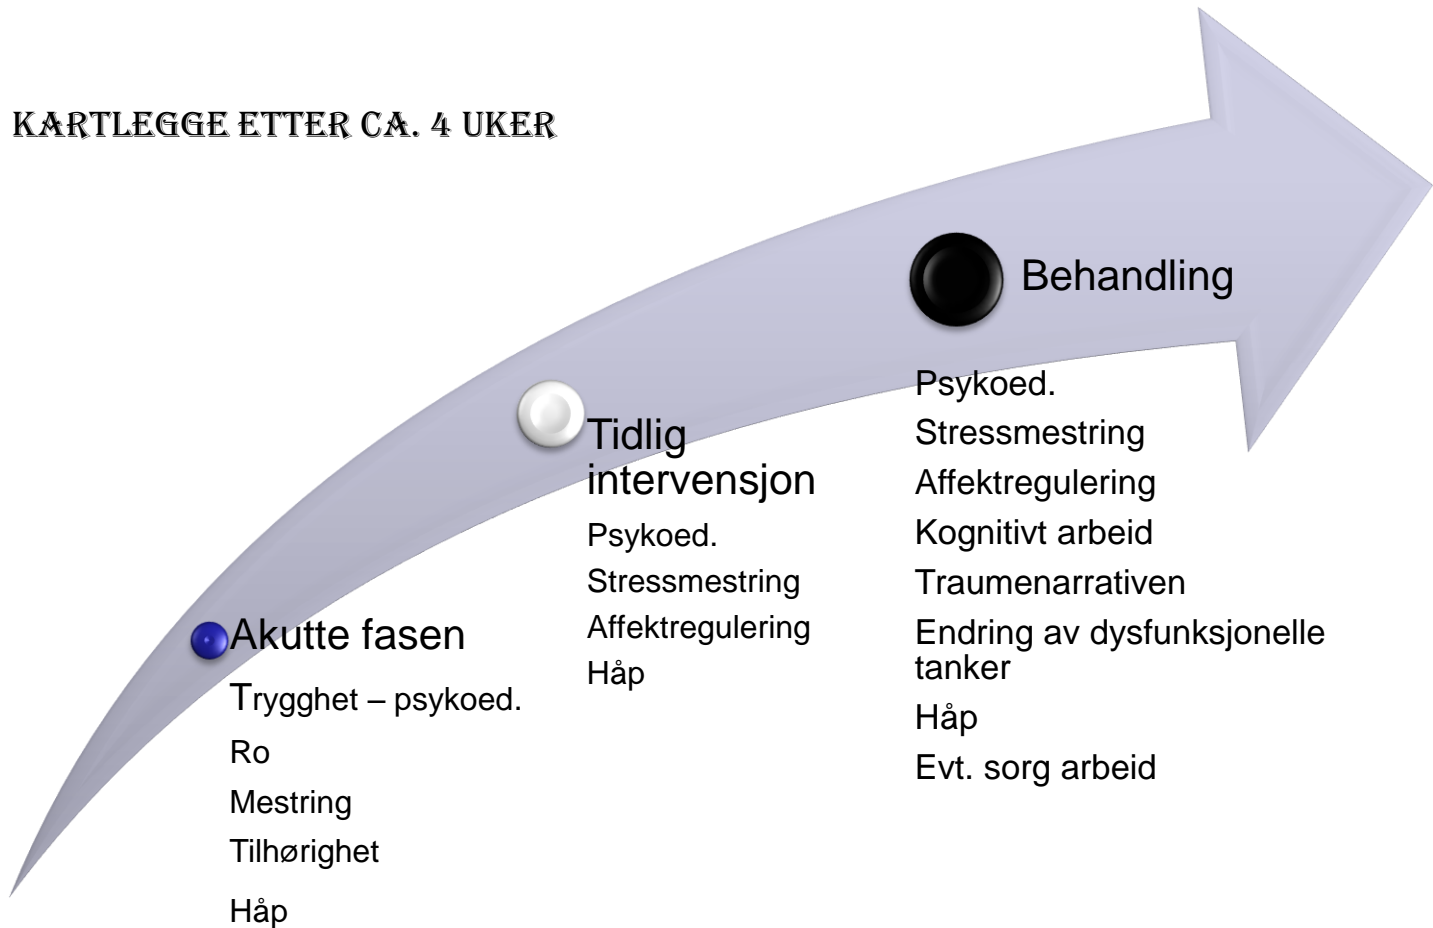 KARTLEGGE ETTER CA. 4 UKER
Akutte fasen
Trygghet – psykoed.
Ro
Mestring
Tilhørighet
Håp
Tidlig
intervensjon
Psykoed.
Stressmestring
Affektregulering
Håp
Behandling
Psykoed.
Stressmestring
Affektregulering
Kognitivt arbeid
Traumenarrativen
Endring av dysfunksjonelle
tanker
Håp
Evt. sorg arbeid